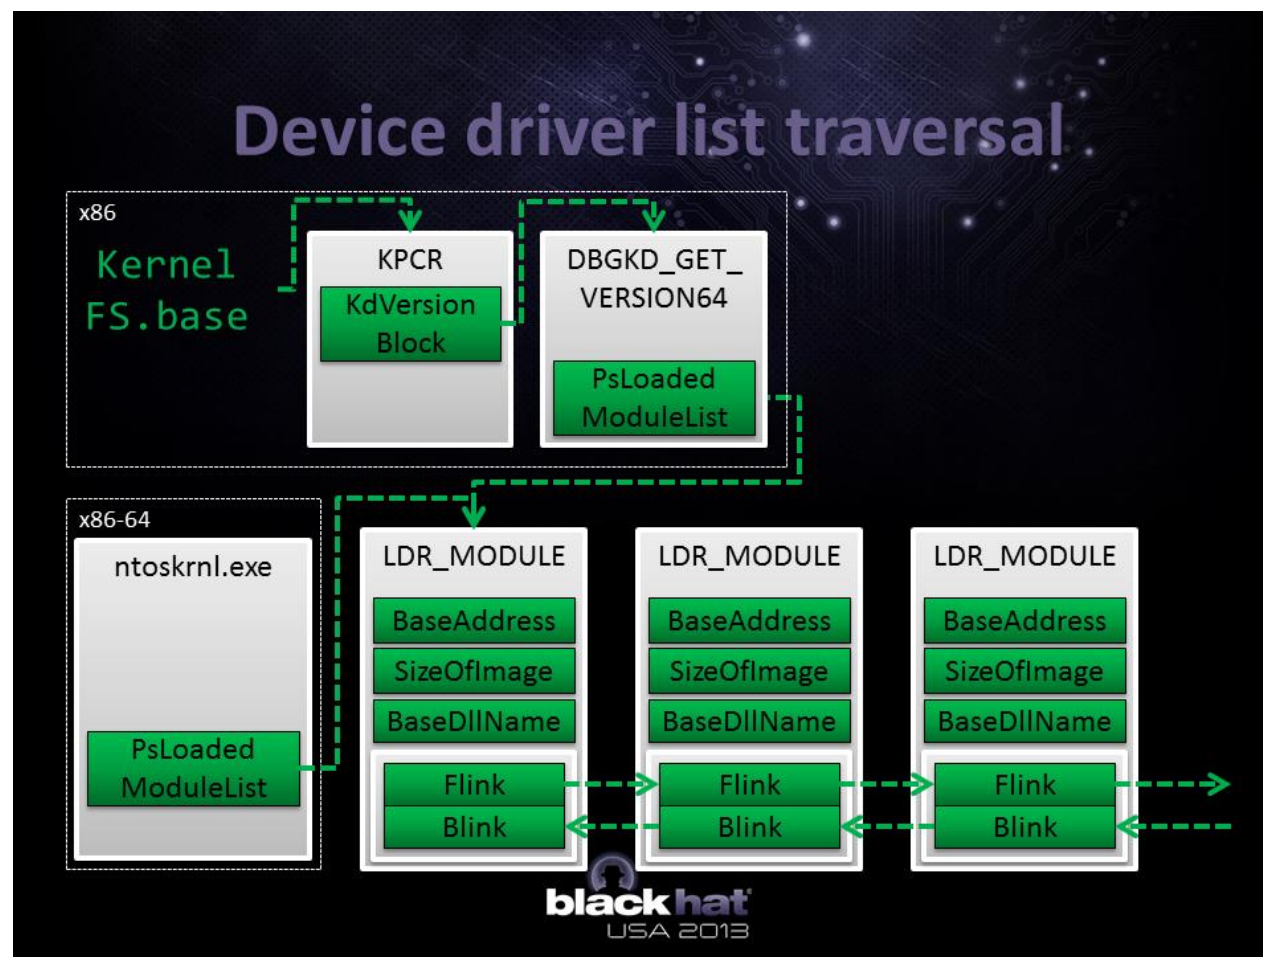 Device driver list traversal
x86
Kernel
FS.base
KPCR
KdVersion
Block
DBGKD_GET_
VERSION64
PsLoaded
ModuleList
x86-64
ntoskrnl.exe
PsLoaded
ModuleList
LDR_MODULE
BaseAddress
SizeOfImage
BaseDllName
Flink
Blink
LDR_MODULE
BaseAddress
SizeOfImage
BaseDllName
Flink
Blink
LDR_MODULE
BaseAddress
SizeOfImage
BaseDllName
Flink
Blink
black hat
USA 2013